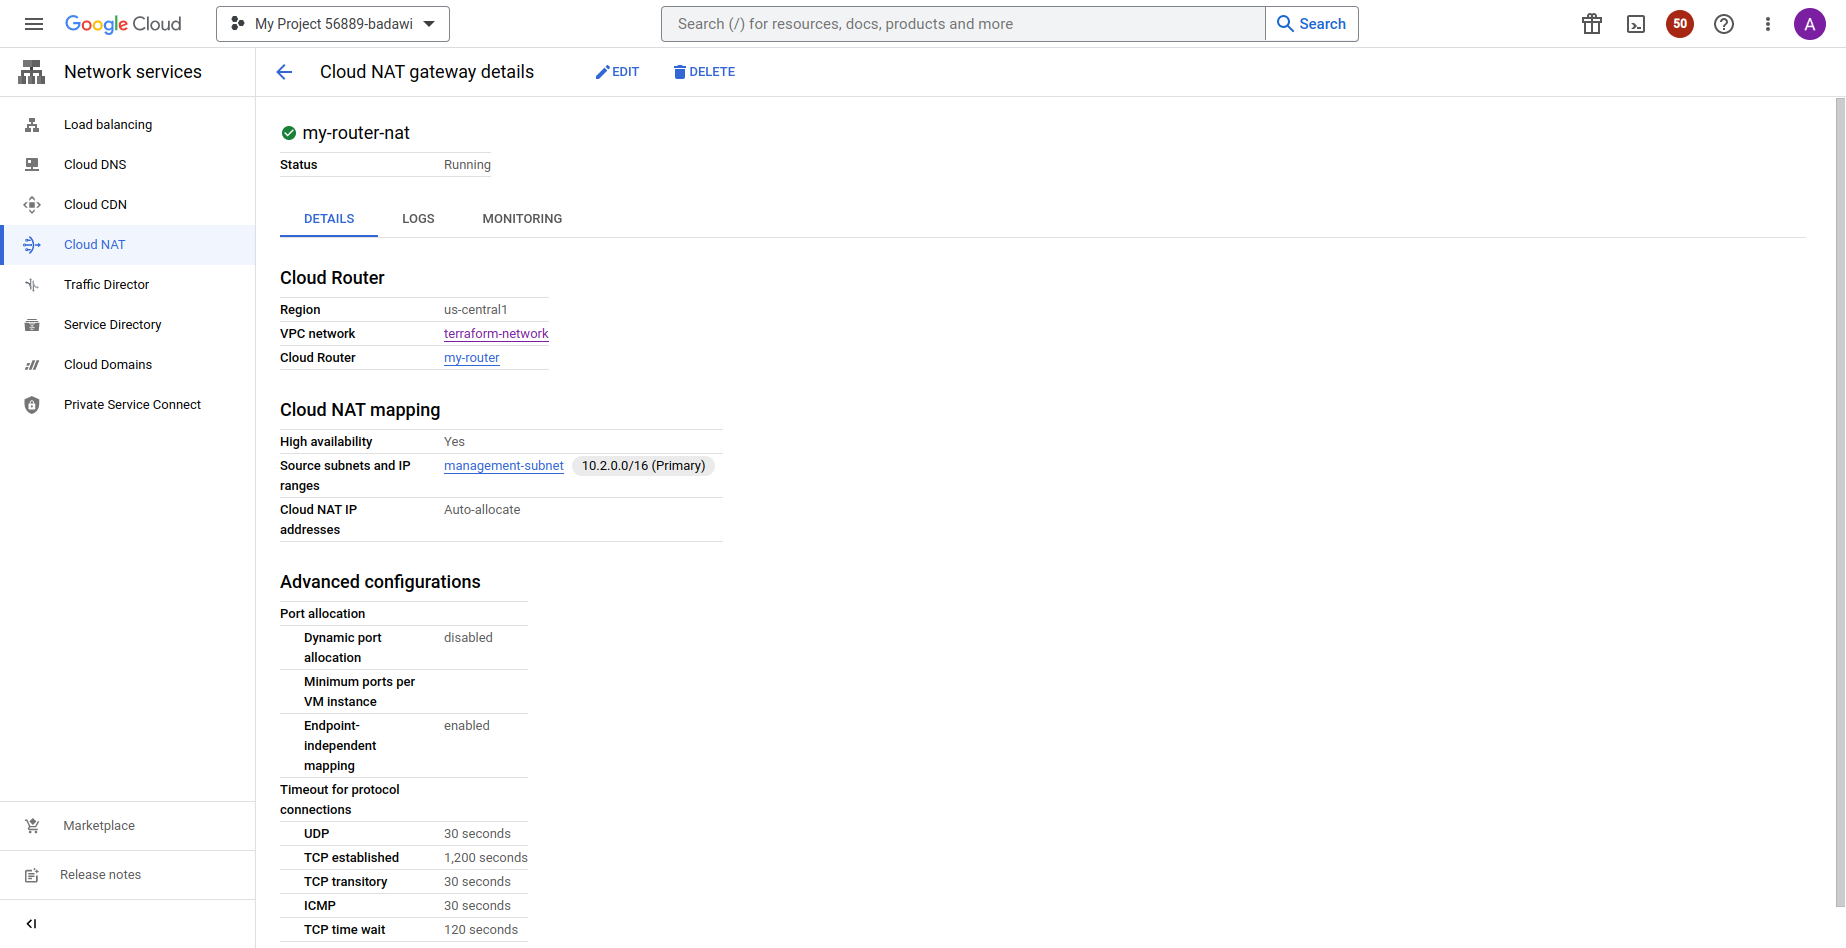 Google Cloud
My Project 56889-badawi
Search (/) for resources, docs, products and more
Search
50
A
Network services
Cloud NAT gateway details
EDIT
DELETE
Load balancing
Cloud DNS
Cloud CDN
Cloud NAT
Traffic Director
Service Directory
Cloud Domains
Private Service Connect
Marketplace
Release notes
my-router-nat
Status Running
DETAILS LOGS MONITORING
Cloud Router
Region us-central1
VPC network terraform-network
Cloud Router my-router
Cloud NAT mapping
High availability Yes
Source subnets and IP management-subnet 10.2.0.0/16 (Primary)
ranges
Cloud NAT IP Auto-allocate
addresses
Advanced configurations
Port allocation
Dynamic port disabled
allocation
Minimum ports per
VM instance
Endpoint- enabled
independent
mapping
Timeout for protocol
connections
UDP 30 seconds
TCP established 1,200 seconds
TCP transitory 30 seconds
ICMP 30 seconds
TCP time wait 120 seconds